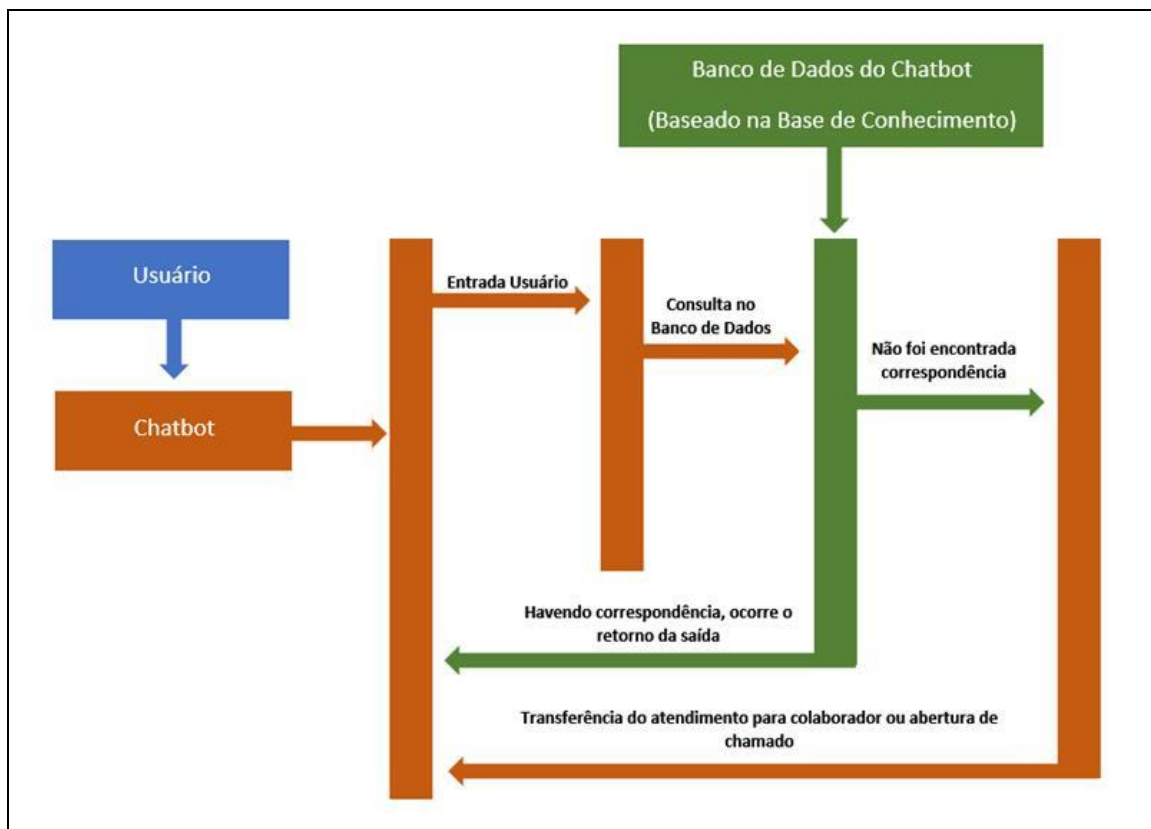 Banco de Dados do Chatbot
(Baseado na Base de Conhecimento)
Usuário
Entrada Usuário
Consulta no
Banco de Dados
Não foi encontrada
correspondência
Chatbot
Havendo correspondência, ocorre o
retorno da saída
Transferência do atendimento para colaborador ou abertura de
chamado